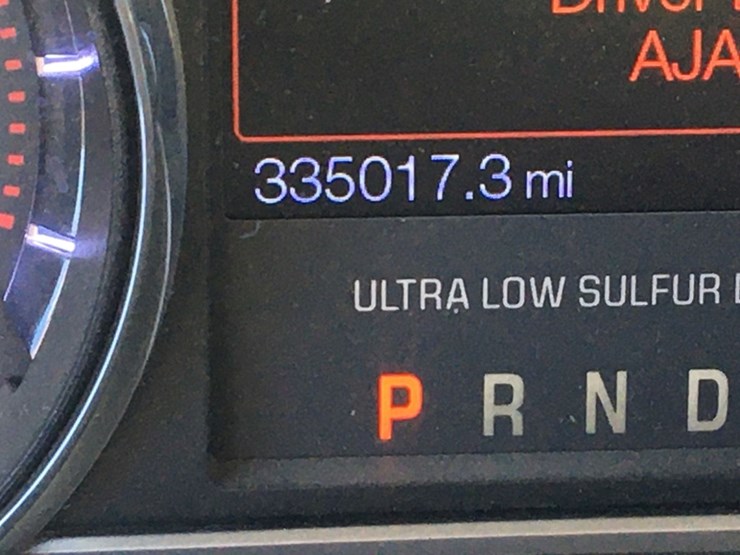 AJA
335017.3 mi
ULTRA LOW SULFUR
P R N D